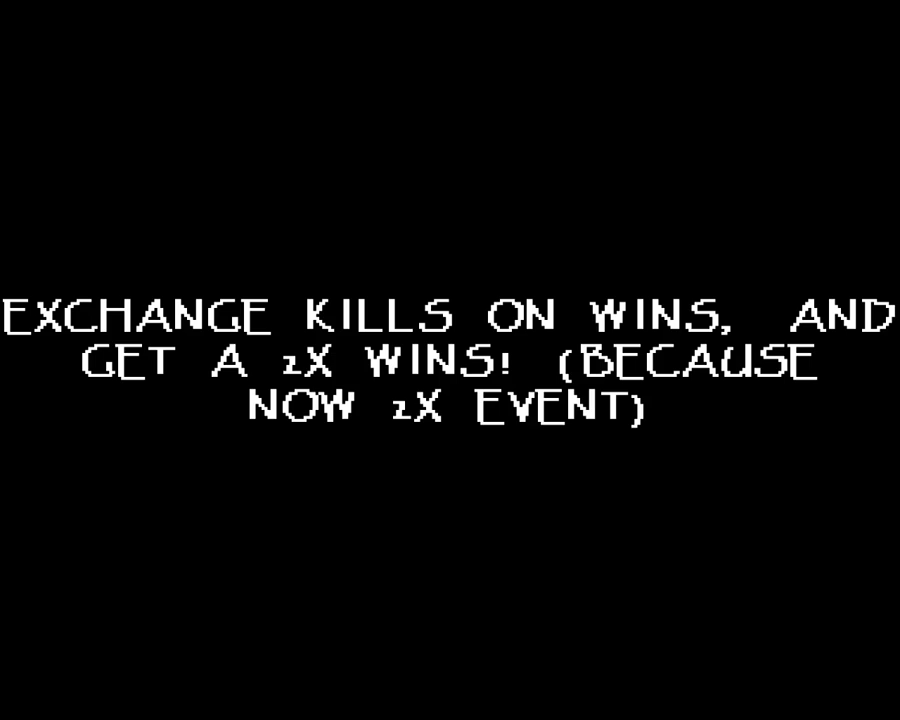 EXCHANGE KILLS ON WINS, AND
GET A 2X WINS! (BECAUSE
NOW 2X EVENT)